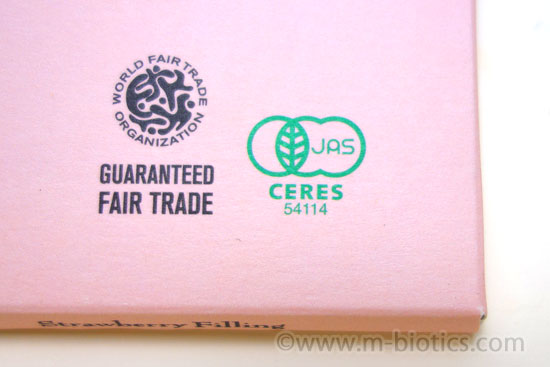 WORLD FAIR TRADE
ORGANIZATION
GUARANTEED
FAIR TRADE
JAS
CERES
54114
Strawberry Filling
©www.m-biotics.com